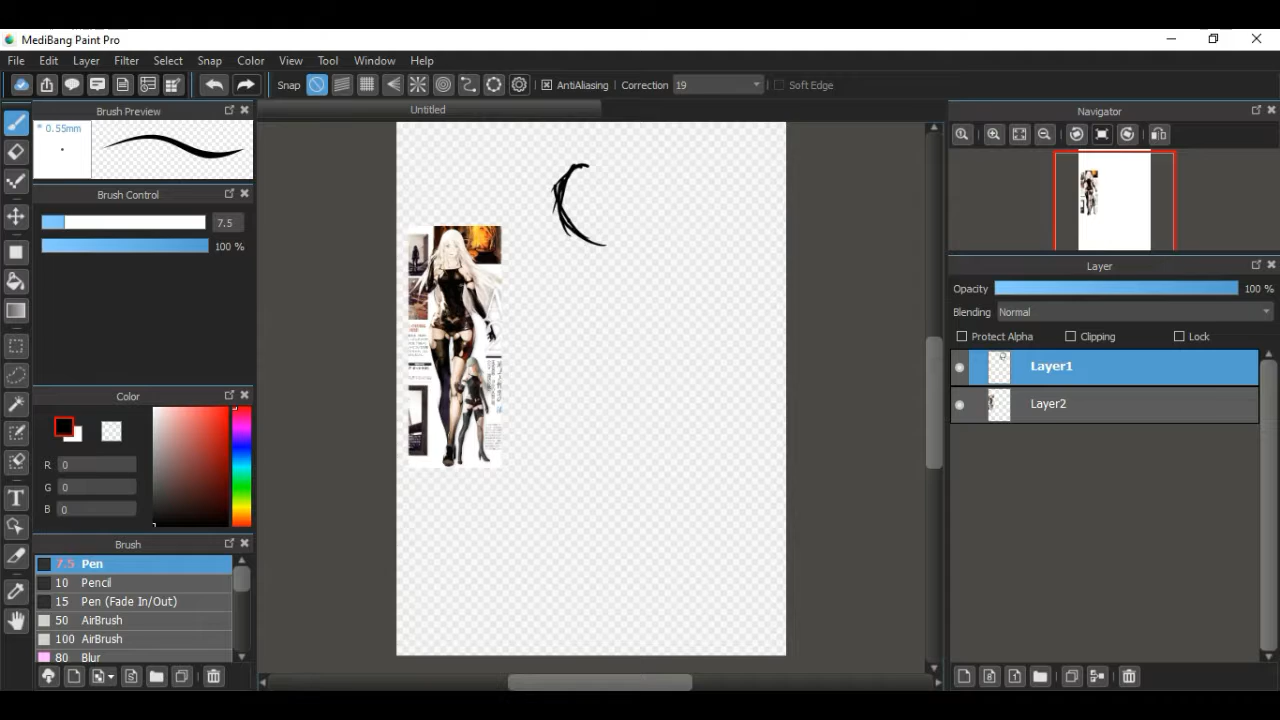 MediBang Paint Pro
File Edit Layer Filter Select Snap Color View Tool Window Help
Snap AntiAliasing Correction 19 Soft Edge
Brush Preview
Untitled
Navigator
0.55mm
Brush Control
7.5
100 %
Layer
Opacity 100 %
Blending Normal
Protect Alpha Clipping Lock
Layer1
Layer2
Color
R 0
G 0
B 0
Brush
7.5 Pen
10 Pencil
15 Pen (Fade In/Out)
50 AirBrush
100 AirBrush
80 Blur